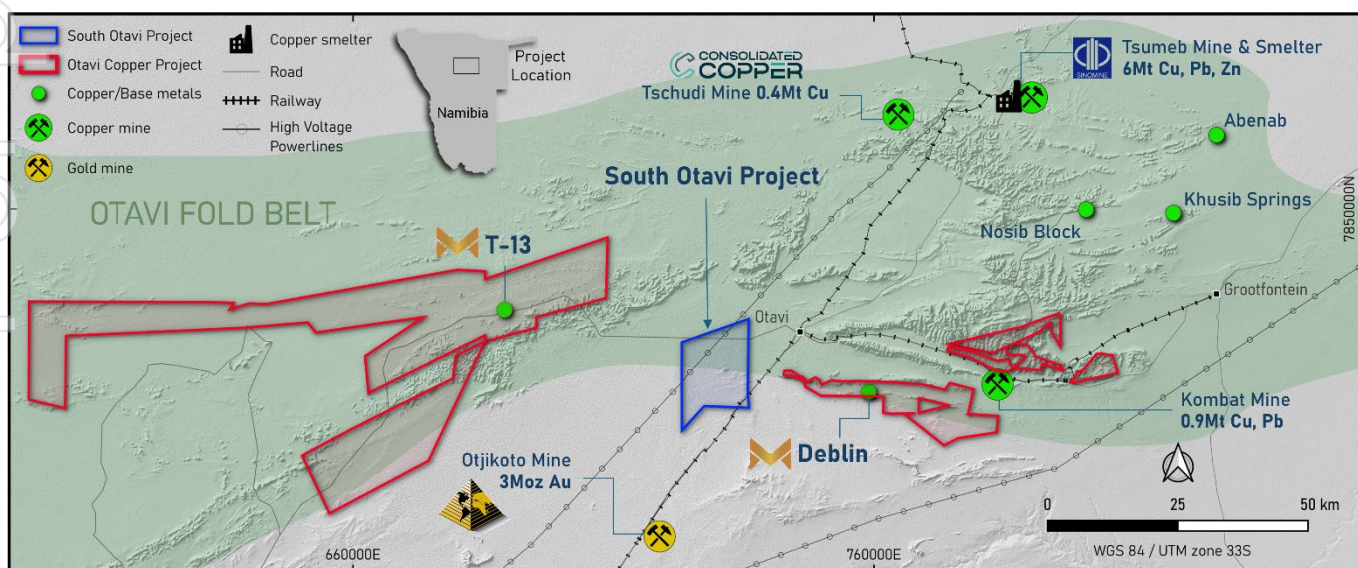 South Otavi Project
Otavi Copper Project
Copper/Base metals
Copper mine
Gold mine
Copper smelter
Road
Railway
High Voltage
Powerlines
Project
Location
Namibia
CONSOLIDATED
COPPER
Tschudi Mine 0.4Mt Cu
SINOMINE
Tsumeb Mine & Smelter
6Mt Cu, Pb, Zn
Abenab
Khusib Springs
Nosib Block
7850000N
South Otavi Project
OTAVI FOLD BELT
T-13
Otavi
Grootfontein
Kombat Mine
0.9Mt Cu, Pb
Deblin
Otjikoto Mine
3Moz Au
0 25 50 km
WGS 84 / UTM zone 33S
660000E
760000E